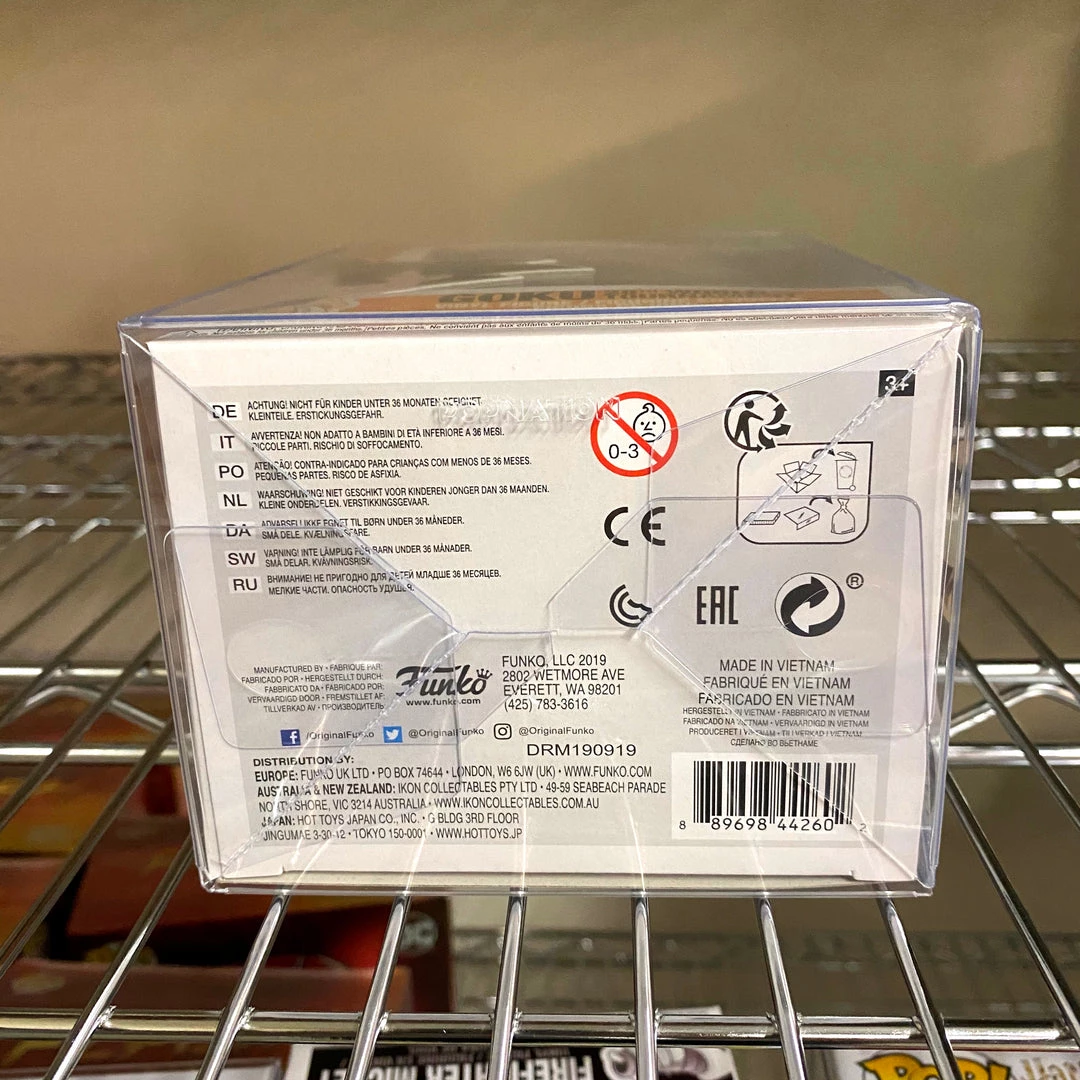 GOKU
3+
POPNATION
DE ACHTUNG! NICHT FÜR KINDER UNTER 36 MONATEN GEEIGNET.
KLEINTEILE. ERSTICKUNGSGEFAHR.
IT AVVERTENZA! NON ADATTO A BAMBINI DI ETÀ INFERIORE A 36 MESI.
PICCOLE PARTI. RISCHIO DI SOFFOCAMENTO.
PO ATENÇÃO! CONTRA-INDICADO PARA CRIANÇAS COM MENOS DE 36 MESES.
PEQUENAS PARTES. RISCO DE ASFIXIA.
NL WAARSCHUWING! NIET GESCHIKT VOOR KINDEREN JONGER DAN 36 MAANDEN.
KLEINE ONDERDELEN. VERSTIKKINGSGEVAAR.
DA ADVARSEL! IKKE EGNET TIL BØRN UNDER 36 MÅNEDER.
SMÅ DELE. KVÆLNINGSFARE.
SW VARNING! INTE LÄMPLIG FÖR BARN UNDER 36 MÅNADER.
SMÅ DELAR. KVÄVNINGSRISK.
RU ВНИМАНИЕ! НЕ ПРИГОДНО ДЛЯ ДЕТЕЙ МЛАДШЕ 36 МЕСЯЦЕВ.
МЕЛКИЕ ЧАСТИ. ОПАСНОСТЬ УДУШЬЯ.
0-3
CE
EAC
®
MANUFACTURED BY • FABRIQUÉ PAR:
FABRICADO POR • HERGESTELLT DURCH:
FABBRICATO DA • FABRICADO POR:
VERVAARDIGD DOOR • FREMSTILLET AF:
TILLVERKAD AV • ПРОИЗВОДИТЕЛЬ:
Funko
www.funko.com
FUNKO, LLC 2019
2802 WETMORE AVE
EVERETT, WA 98201
(425) 783-3616
/OriginalFunko @OriginalFunko @OriginalFunko
DRM190919
MADE IN VIETNAM
FABRIQUÉ EN VIETNAM
FABRICADO EN VIETNAM
HERGESTELLT IN VIETNAM • FABBRICATO IN VIETNAM
FABRICADO NA VIETNAM • VERVAARDIGD IN VIETNAM
PRODUCERET I VIETNAM • TILLVERKAD I VIETNAM
СДЕЛАНО ВО ВЬЕТНАМЕ
DISTRIBUTION BY:
EUROPE: FUNKO UK LTD • PO BOX 74644 • LONDON, W6 6JW (UK) • WWW.FUNKO.COM
AUSTRALIA & NEW ZEALAND: IKON COLLECTABLES PTY LTD • 49-59 SEABEACH PARADE
NORTH SHORE, VIC 3214 AUSTRALIA • WWW.IKONCOLLECTABLES.COM.AU
JAPAN: HOT TOYS JAPAN CO., INC. • G BLDG 3RD FLOOR
JINGUMAE 3-30-12 • TOKYO 150-0001 • WWW.HOTTOYS.JP
8 89698 44260 2
FIREFIGHTER MICKEY
POP!